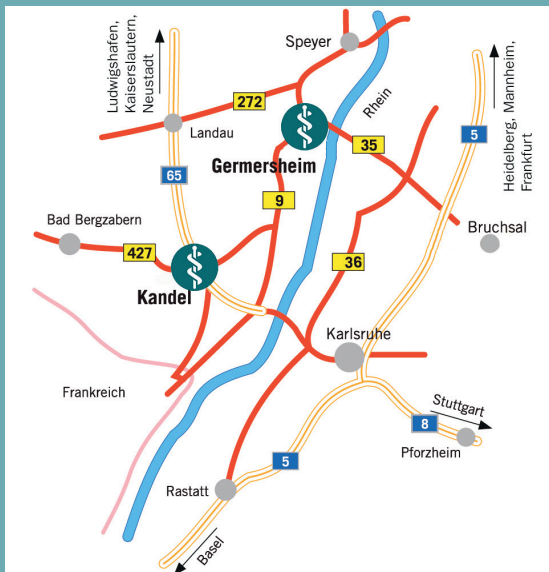 Ludwigshafen,
Kaiserslautern,
Neustadt
Speyer
Rhein
272
Landau
Heidelberg, Mannheim,
Frankfurt
5
35
Germersheim
65
9
Bad Bergzabern
Bruchsal
427
36
Kandel
Karlsruhe
Frankreich
Stuttgart
8
Pforzheim
5
Rastatt
Basel